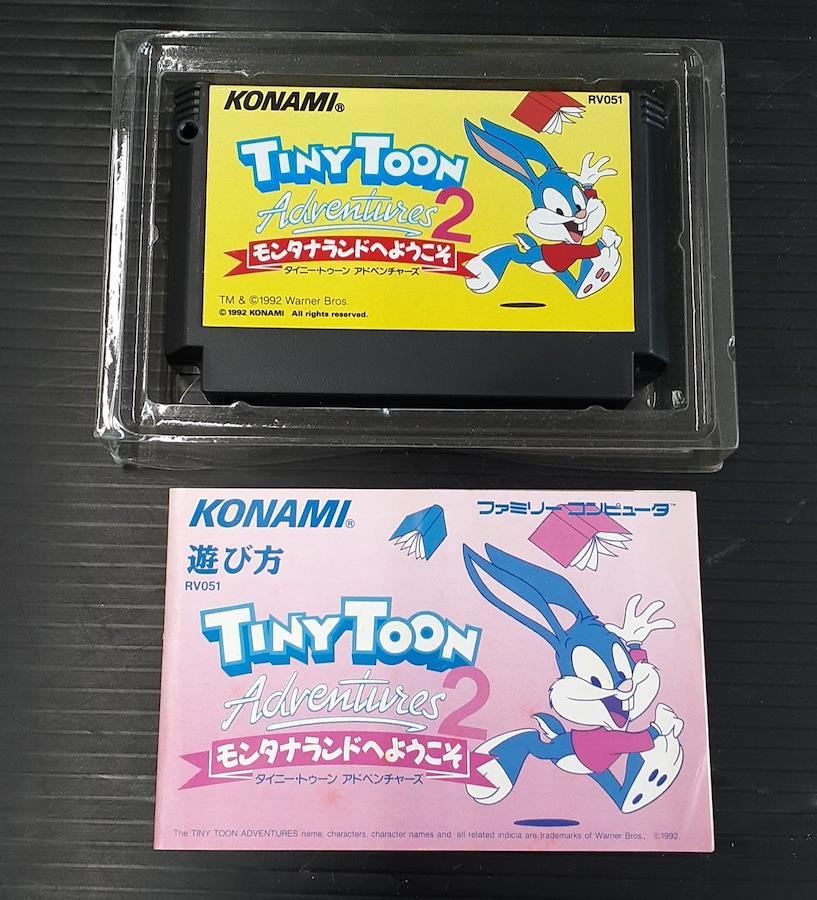 KONAMI®
RV051
TINY TOON
Adventures 2
モンタナランドへようこそ
タイニー・トゥーン アドベンチャーズ
TM & ©1992 Warner Bros.
©1992 KONAMI All rights reserved.
KONAMI®
ファミリーコンピュータ™
遊び方
RV051
TINY TOON
Adventures 2
モンタナランドへようこそ
タイニー・トゥーン アドベンチャーズ
The TINY TOON ADVENTURES name, characters, character names and all related indicia are trademarks of Warner Bros., ©1992.